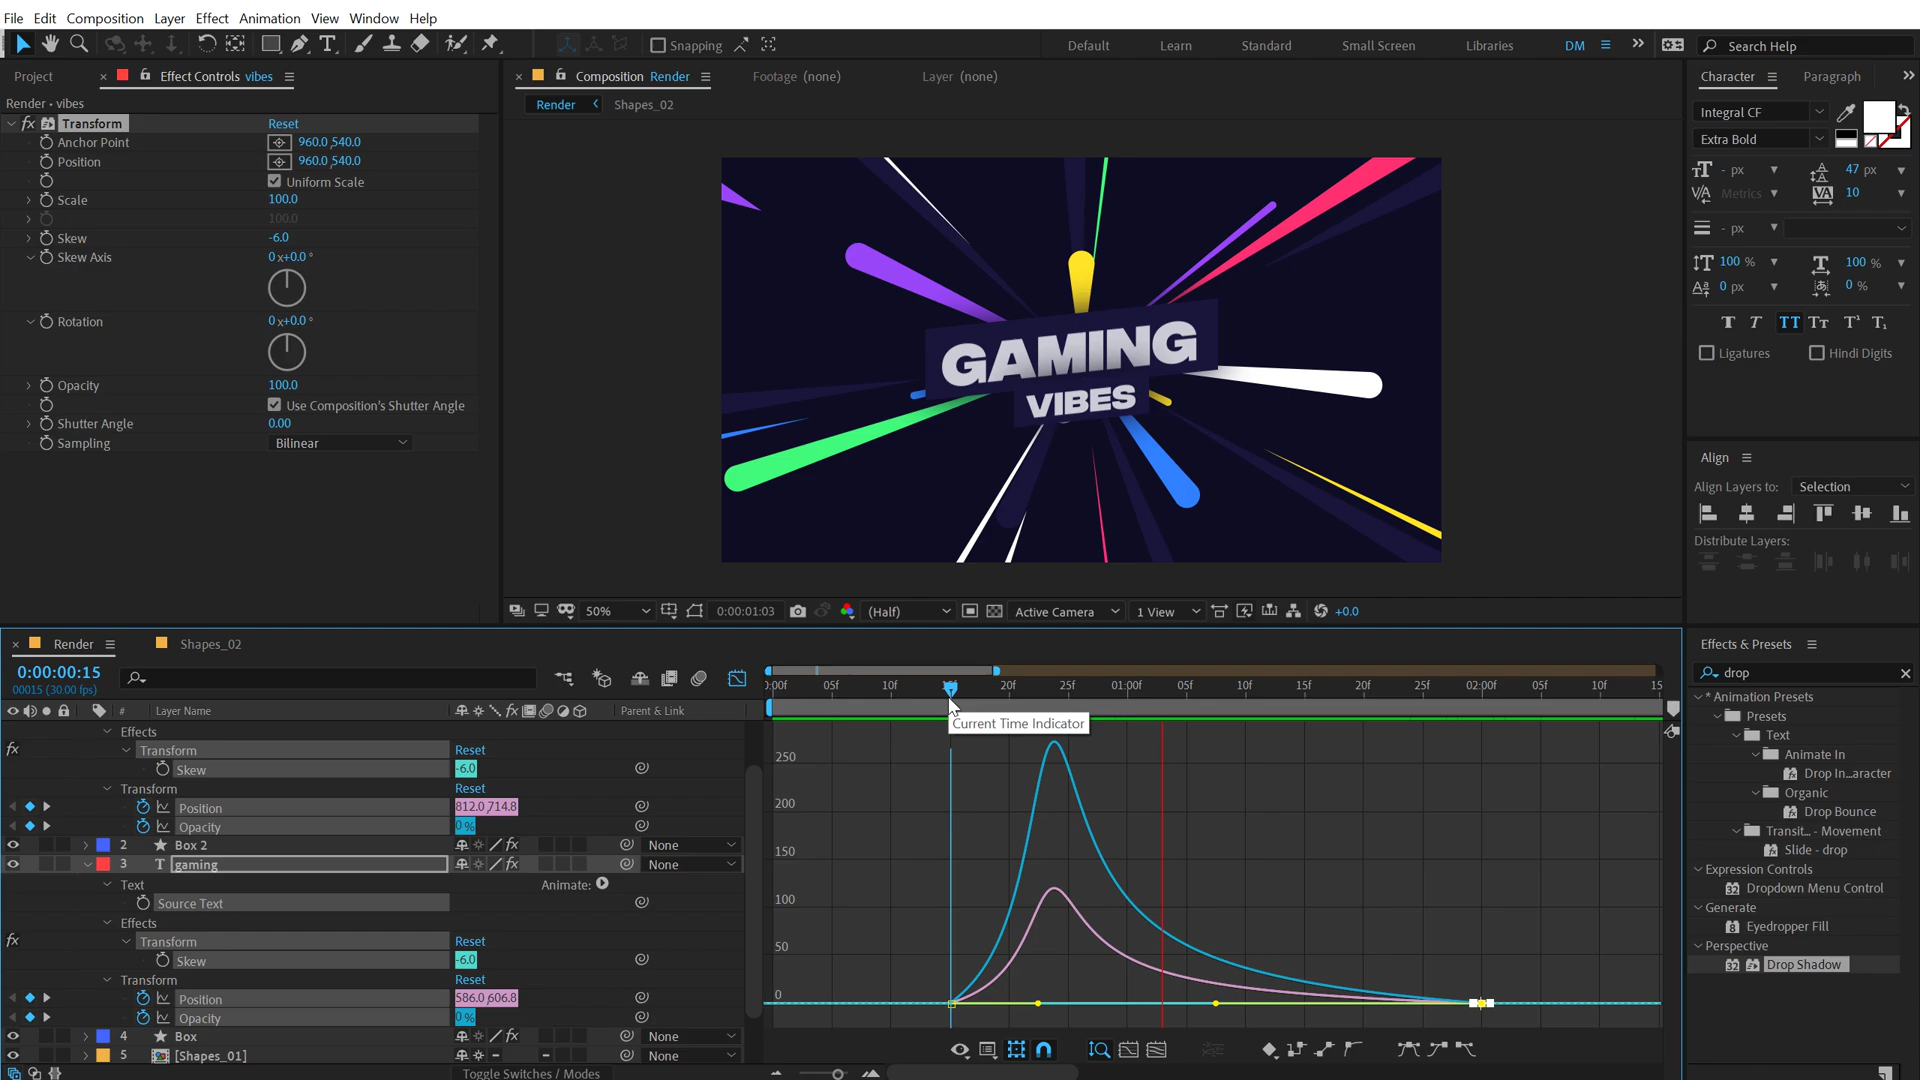 File Edit Composition Layer Effect Animation View Window Help
Snapping
Default Learn Standard Small Screen Libraries DM Search Help
Project Effect Controls vibes
Composition Render Footage (none) Layer (none)
Character Paragraph
Render • vibes
Render Shapes_02
fx Transform Reset
Anchor Point 960.0,540.0
Position 960.0,540.0
Uniform Scale
Scale 100.0
100.0
Skew -6.0
Skew Axis 0 x+0.0 °
Rotation 0 x+0.0 °
Opacity 100.0
Use Composition's Shutter Angle
Shutter Angle 0.00
Sampling Bilinear
GAMING
VIBES
Integral CF
Extra Bold
- px 47 px
Metrics 10
- px
100 % 100 %
0 px 0 %
Ligatures Hindi Digits
Align
Align Layers to: Selection
Distribute Layers:
50% 0:00:01:03 (Half) Active Camera 1 View +0.0
Render Shapes_02
0:00:00:15
00015 (30.00 fps)
# Layer Name Parent & Link
Effects
fx Transform Reset
Skew -6.0
Transform Reset
Position 812.0,714.8
Opacity 0 %
2 Box 2 fx None
3 T gaming fx None
Text Animate:
Source Text
Effects
fx Transform Reset
Skew -6.0
Transform Reset
Position 586.0,606.8
Opacity 0 %
4 Box fx None
5 [Shapes_01] None
Toggle Switches / Modes
0:00f 05f 10f 15f 20f 25f 01:00f 05f 10f 15f 20f 25f 02:00f 05f 10f 15
Current Time Indicator
250
200
150
100
50
0
Effects & Presets
drop
* Animation Presets
Presets
Text
Animate In
Drop In...aracter
Organic
Drop Bounce
Transit... - Movement
Slide - drop
Expression Controls
Dropdown Menu Control
Generate
Eyedropper Fill
Perspective
Drop Shadow